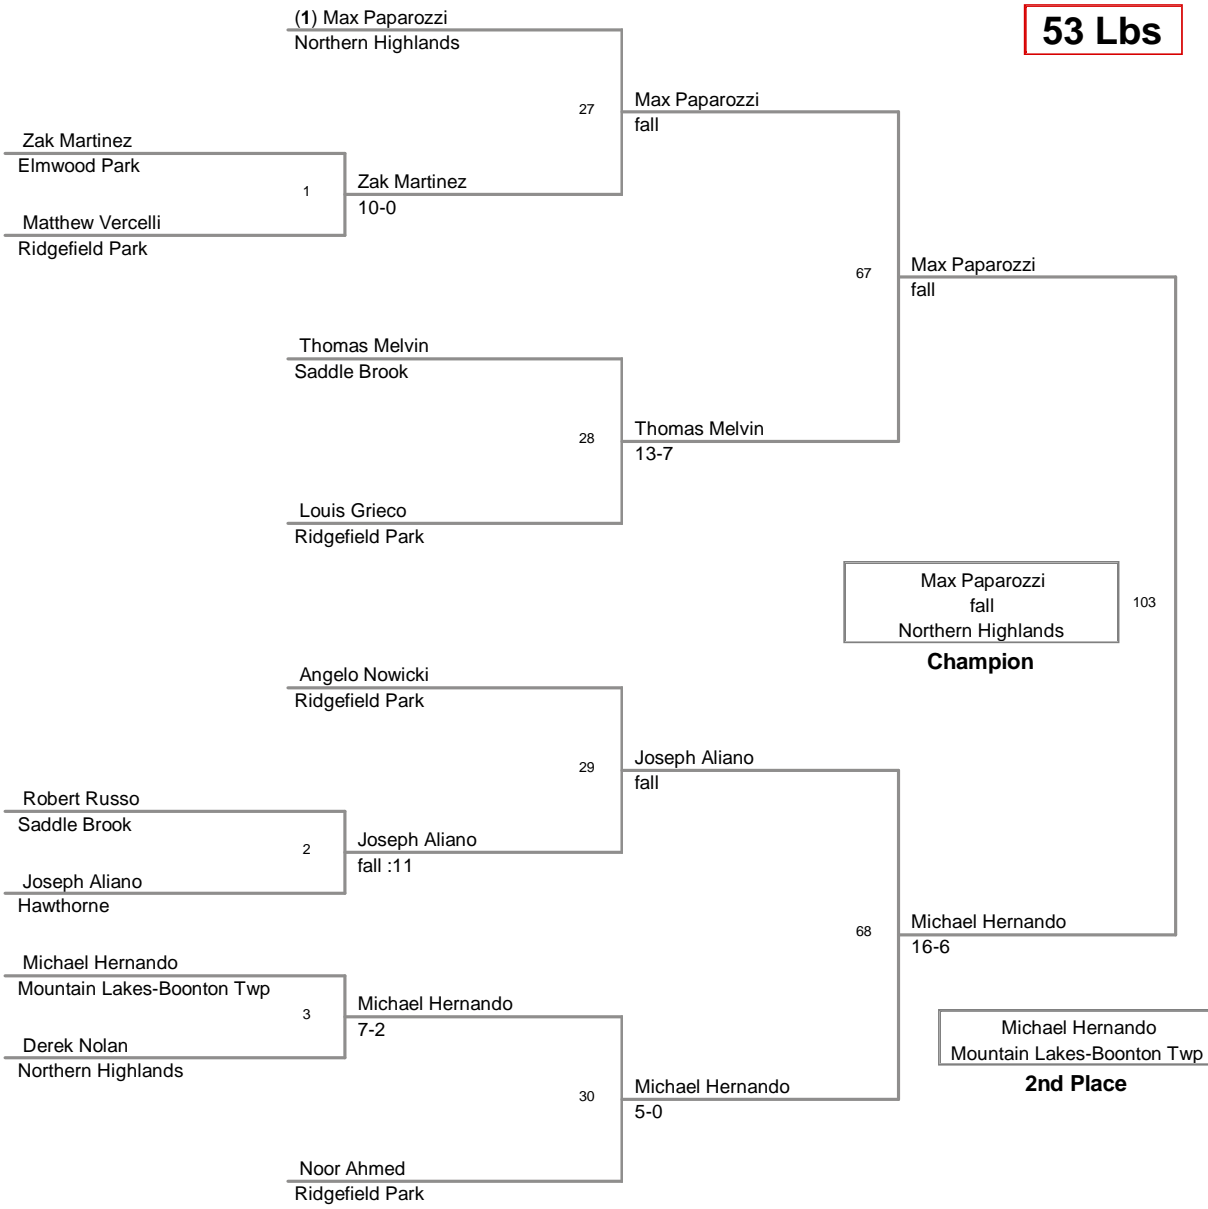 (1) Max Paparozzi
Northern Highlands
53 Lbs
27
Max Paparozzi
fall
Zak Martinez
Elmwood Park
1
Zak Martinez
10-0
Matthew Vercelli
Ridgefield Park
67
Max Paparozzi
fall
Thomas Melvin
Saddle Brook
28
Thomas Melvin
13-7
Louis Grieco
Ridgefield Park
Max Paparozzi
fall
Northern Highlands
103
Champion
Angelo Nowicki
Ridgefield Park
29
Joseph Aliano
fall
Robert Russo
Saddle Brook
2
Joseph Aliano
fall :11
Joseph Aliano
Hawthorne
68
Michael Hernando
16-6
Michael Hernando
Mountain Lakes-Boonton Twp
3
Michael Hernando
7-2
Derek Nolan
Northern Highlands
Michael Hernando
Mountain Lakes-Boonton Twp
2nd Place
30
Michael Hernando
5-0
Noor Ahmed
Ridgefield Park